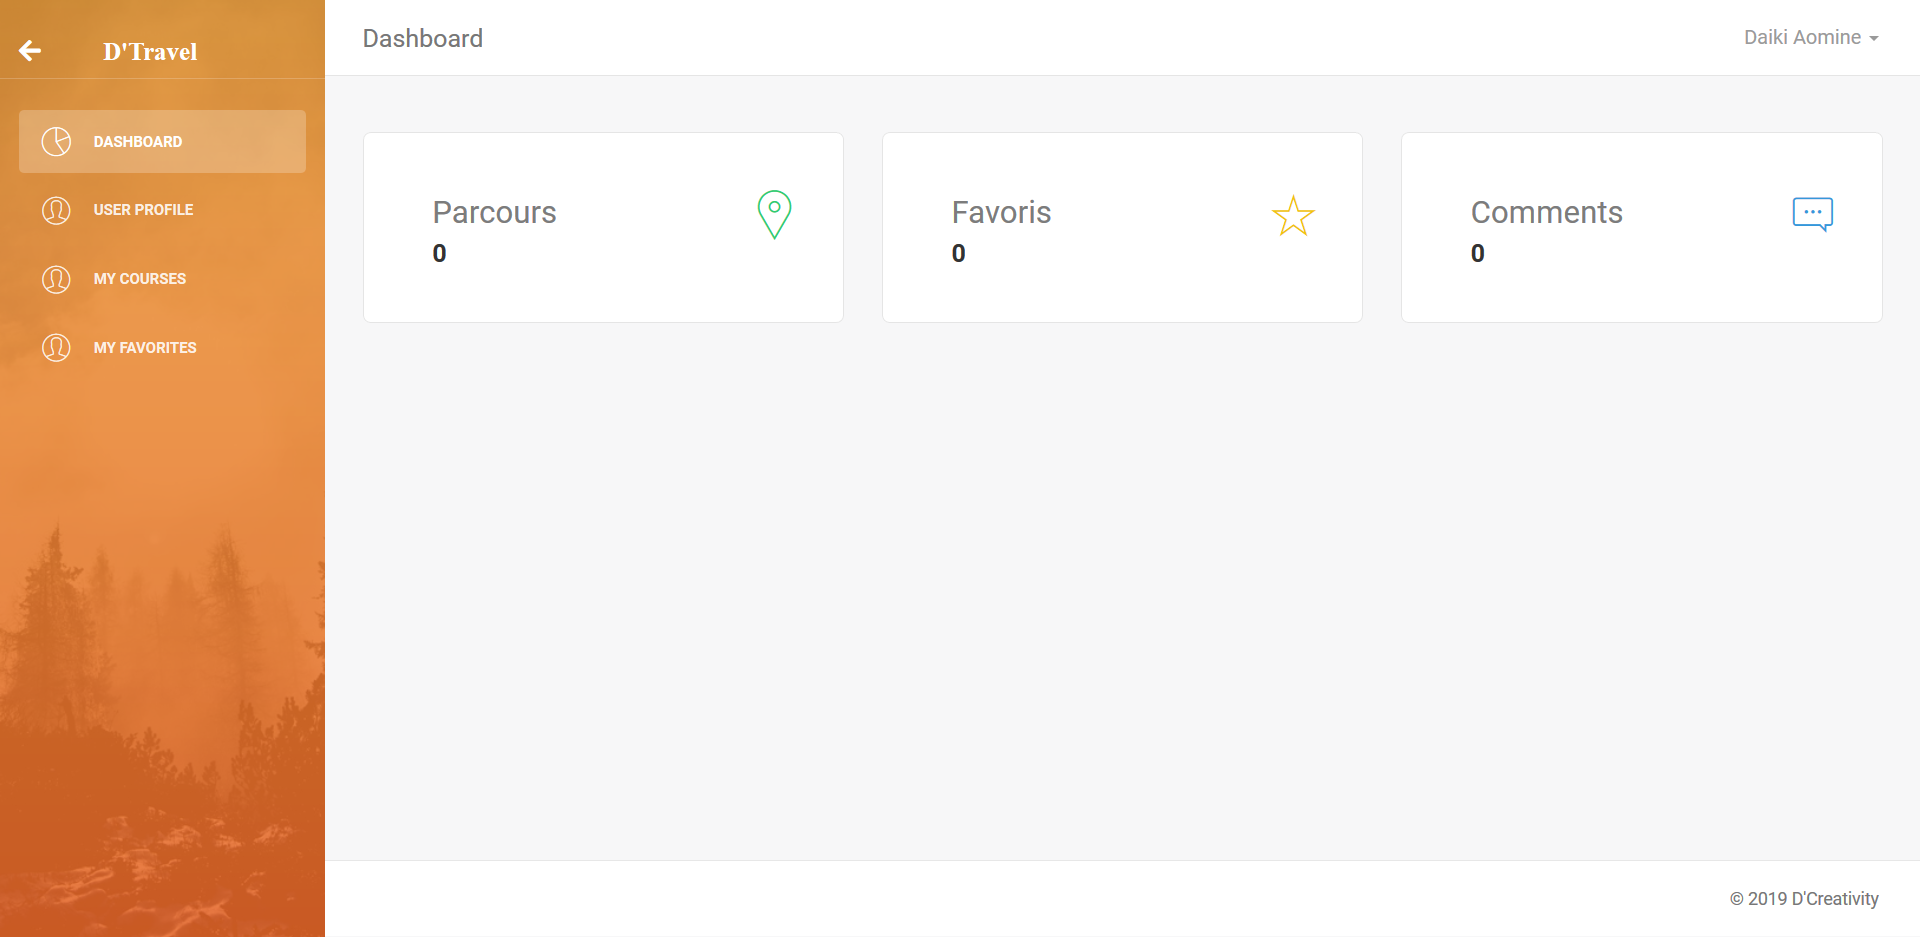 D'Travel
DASHBOARD
USER PROFILE
MY COURSES
MY FAVORITES
Dashboard
Daiki Aomine
Parcours
0
Favoris
0
Comments
0
© 2019 D'Creativity